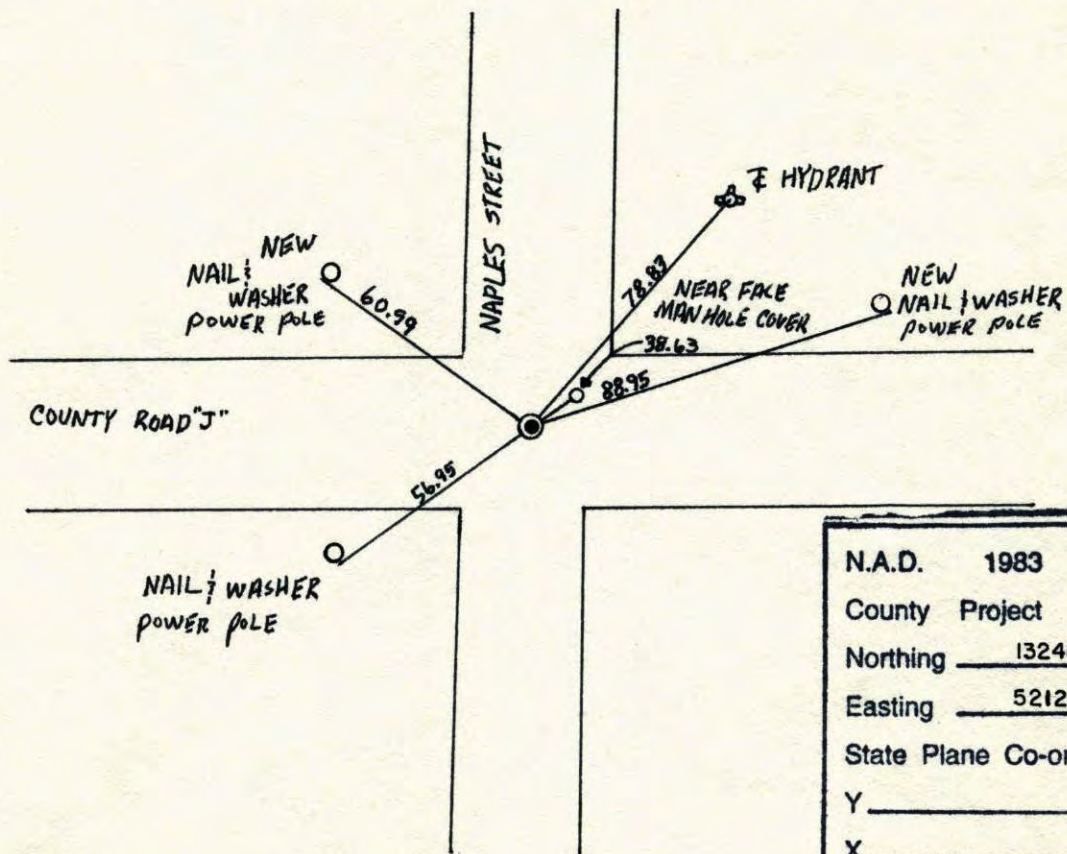 NAPLES STREET
℄ HYDRANT
NEW
NAIL & WASHER
POWER POLE
60.99
78.83
NEAR FACE
MANHOLE COVER
38.63
88.95
NEW
NAIL & WASHER
POWER POLE
COUNTY ROAD "J"
56.95
NAIL & WASHER
POWER POLE
N.A.D. 1983
County Project
Northing 1324
Easting 5212
State Plane Co-or
Y
X